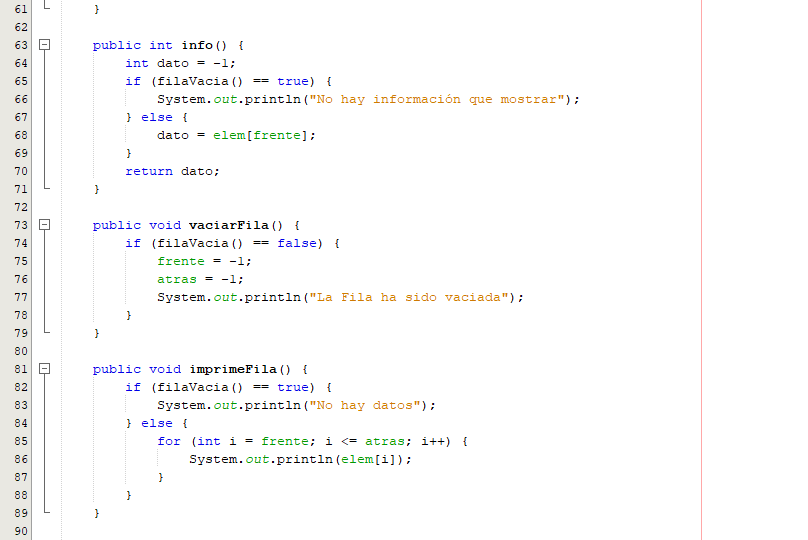 61 }
62
63 public int info() {
64 int dato = -1;
65 if (filaVacia() == true) {
66 System.out.println("No hay información que mostrar");
67 } else {
68 dato = elem[frente];
69 }
70 return dato;
71 }
72
73 public void vaciarFila() {
74 if (filaVacia() == false) {
75 frente = -1;
76 atras = -1;
77 System.out.println("La Fila ha sido vaciada");
78 }
79 }
80
81 public void imprimeFila() {
82 if (filaVacia() == true) {
83 System.out.println("No hay datos");
84 } else {
85 for (int i = frente; i <= atras; i++) {
86 System.out.println(elem[i]);
87 }
88 }
89 }
90